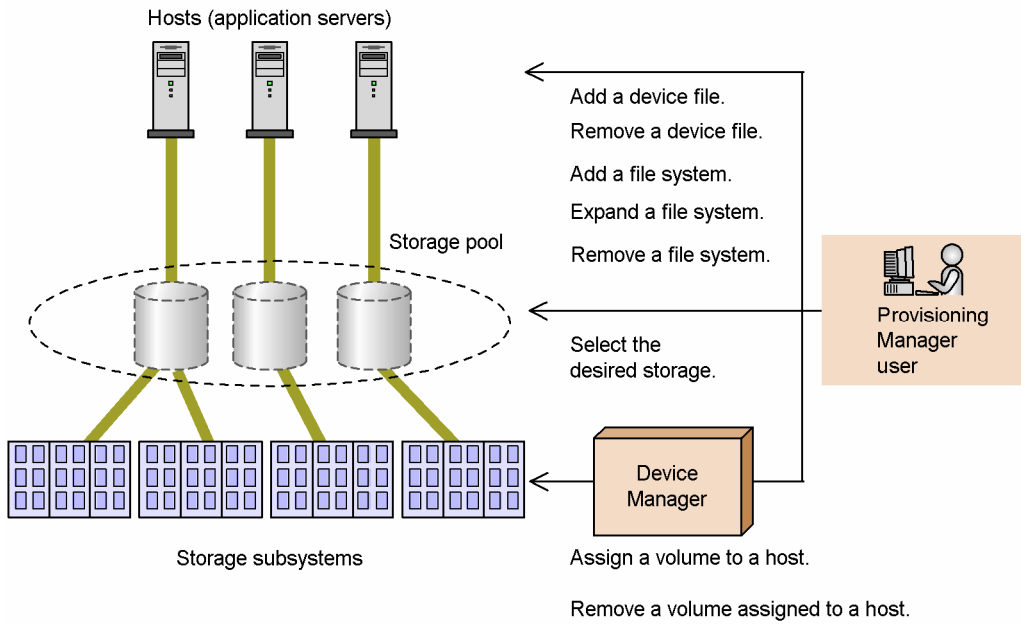 Hosts (application servers)
Add a device file.
Remove a device file.
Add a file system.
Expand a file system.
Remove a file system.
Storage pool
Provisioning
Manager
user
Select the
desired storage.
Device
Manager
Storage subsystems
Assign a volume to a host.
Remove a volume assigned to a host.